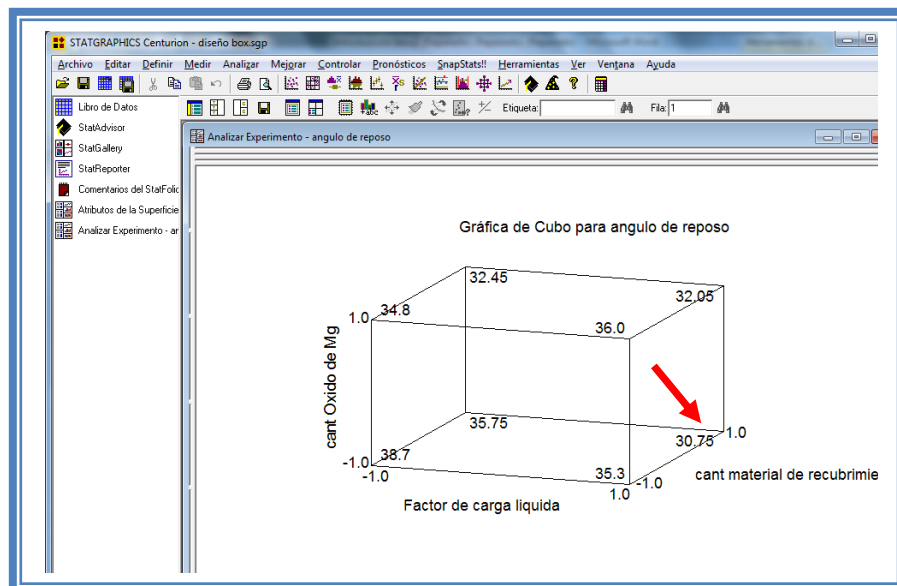 STATGRAPHICS Centurion - diseño box.sgp
Archivo Editar Definir Medir Analizar Mejorar Controlar Pronósticos SnapStats!! Herramientas Ver Ventana Ayuda
Etiqueta: Fila: 1
Libro de Datos
StatAdvisor
StatGallery
StatReporter
Comentarios del StatFolio
Atributos de la Superficie
Analizar Experimento - ar
Analizar Experimento - angulo de reposo
Gráfica de Cubo para angulo de reposo
32.45
32.05
1.0 34.8
36.0
cant Oxido de Mg
35.75
30.75 1.0
-1.0 38.7
35.3 -1.0
-1.0
1.0
cant material de recubrimie
Factor de carga liquida